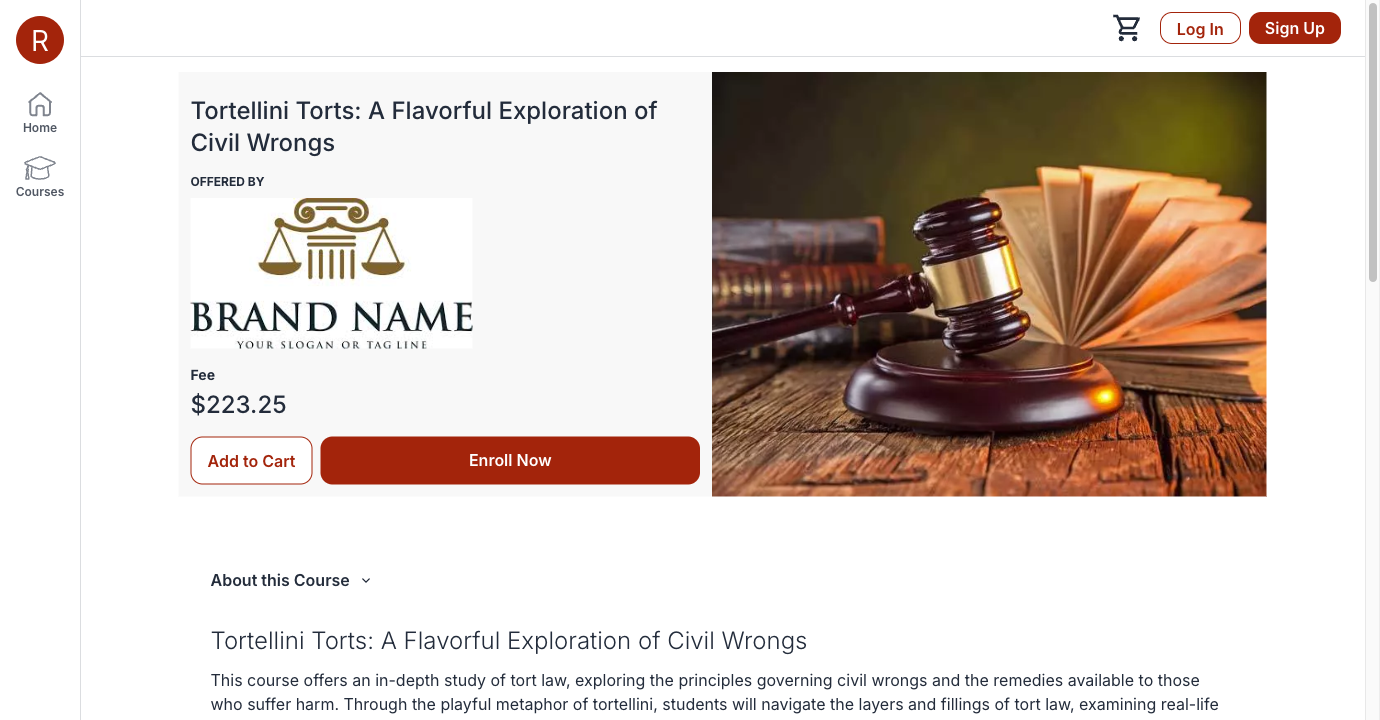 R
Home
Courses
Log In
Sign Up
Tortellini Torts: A Flavorful Exploration of
Civil Wrongs
OFFERED BY
BRAND NAME
YOUR SLOGAN OR TAG LINE
Fee
$223.25
Add to Cart
Enroll Now
About this Course
Tortellini Torts: A Flavorful Exploration of Civil Wrongs
This course offers an in-depth study of tort law, exploring the principles governing civil wrongs and the remedies available to those
who suffer harm. Through the playful metaphor of tortellini, students will navigate the layers and fillings of tort law, examining real-life